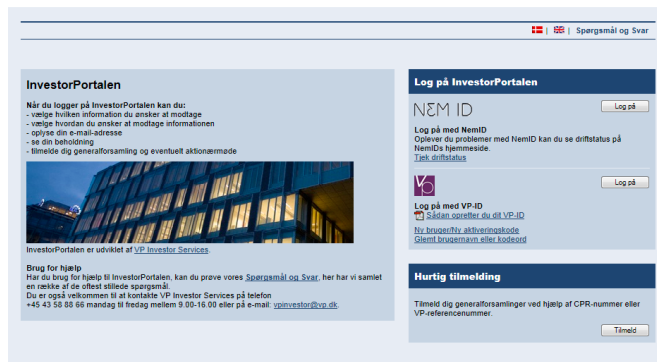 Spørgsmål og Svar
InvestorPortalen
Når du logger på InvestorPortalen kan du:
- vælge hvilken information du ønsker at modtage
- vælge hvordan du ønsker at modtage informationen
- oplyse din e-mail-adresse
- se din beholdning
- tilmelde dig generalforsamling og eventuelt aktionærmøde
InvestorPortalen er udviklet af VP Investor Services.
Brug for hjælp
Har du brug for hjælp til InvestorPortalen, kan du prøve vores Spørgsmål og Svar, her har vi samlet
en række af de oftest stillede spørgsmål.
Du er også velkommen til at kontakte VP Investor Services på telefon
+45 43 58 88 66 mandag til fredag mellem 9.00-16.00 eller på e-mail: vpinvestor@vp.dk.
Log på InvestorPortalen
NEM ID
Log på
Log på med NemID
Oplever du problemer med NemID kan du se driftstatus på
NemIDs hjemmeside.
Tjek driftstatus
VP
Log på
Log på med VP-ID
Sådan opretter du dit VP-ID
Ny bruger/Ny aktiveringskode
Glemt brugernavn eller kodeord
Hurtig tilmelding
Tilmeld dig generalforsamlinger ved hjælp af CPR-nummer eller
VP-referencenummer.
Tilmeld